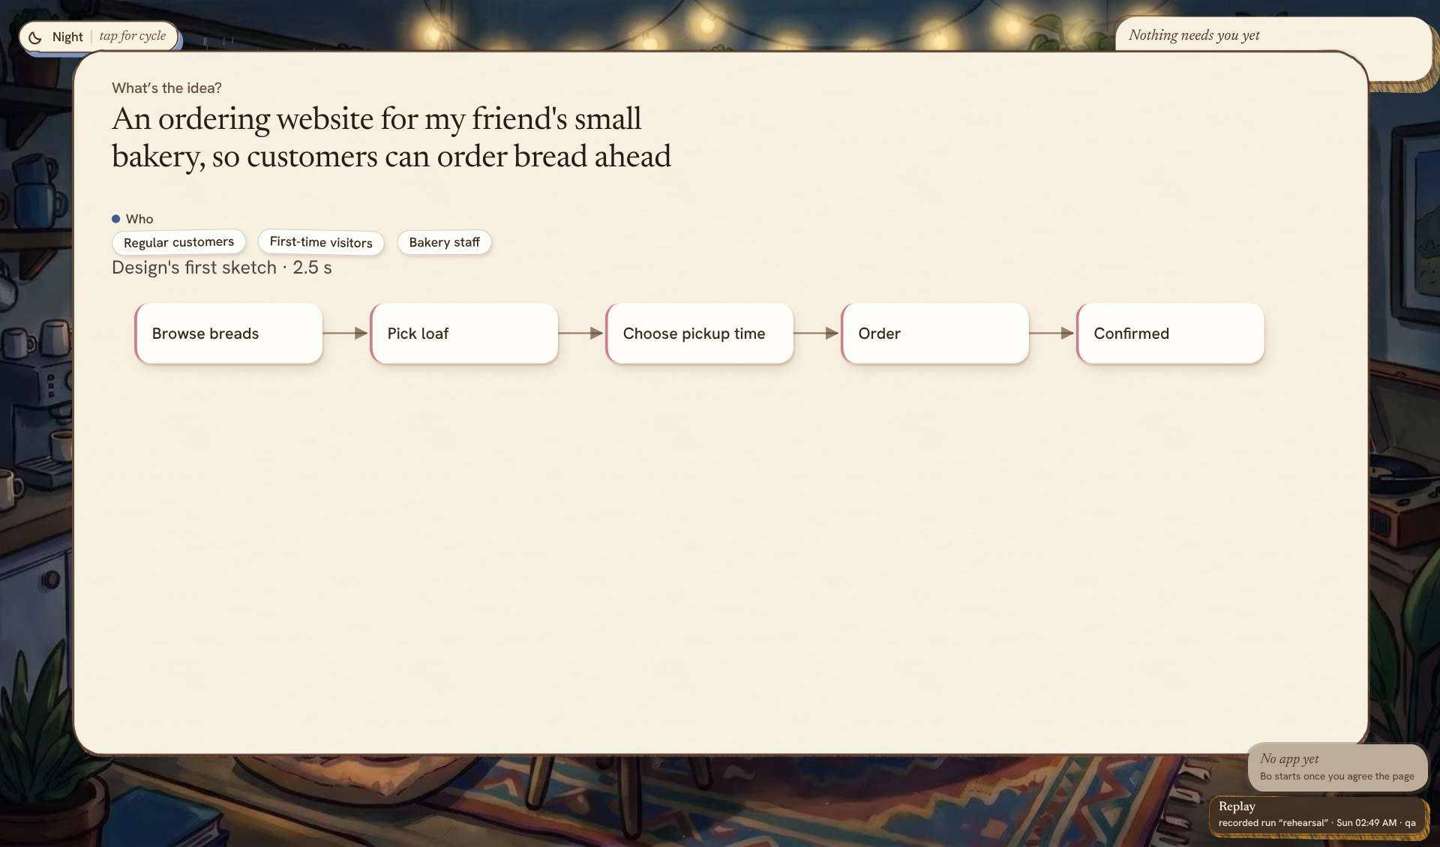 Night tap for cycle
Nothing needs you yet
What’s the idea?
An ordering website for my friend's small
bakery, so customers can order bread ahead
Who
Regular customers First-time visitors Bakery staff
Design's first sketch · 2.5 s
Browse breads Pick loaf Choose pickup time Order Confirmed
No app yet
Bo starts once you agree the page
Replay
recorded run “rehearsal” · Sun 02:49 AM · qa